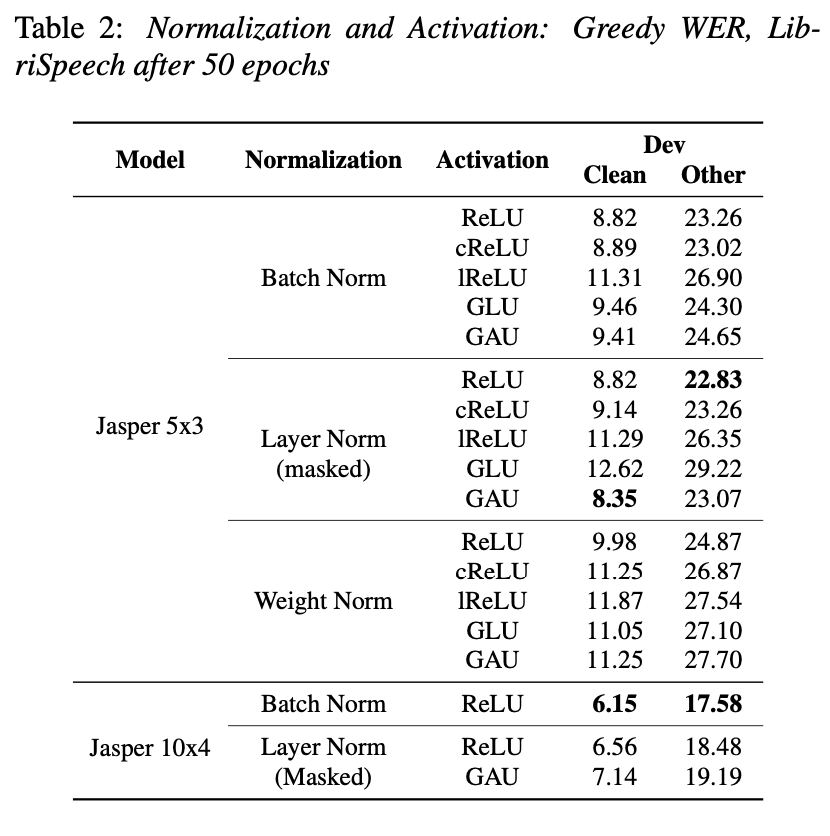 Table 2: Normalization and Activation: Greedy WER, Lib-
riSpeech after 50 epochs
Model Normalization Activation Dev
Clean Other
ReLU 8.82 23.26
cReLU 8.89 23.02
Batch Norm lReLU 11.31 26.90
GLU 9.46 24.30
GAU 9.41 24.65
ReLU 8.82 22.83
cReLU 9.14 23.26
Jasper 5x3
Layer Norm lReLU 11.29 26.35
(masked) GLU 12.62 29.22
GAU 8.35 23.07
ReLU 9.98 24.87
cReLU 11.25 26.87
Weight Norm lReLU 11.87 27.54
GLU 11.05 27.10
GAU 11.25 27.70
Batch Norm ReLU 6.15 17.58
Jasper 10x4 Layer Norm ReLU 6.56 18.48
(Masked) GAU 7.14 19.19